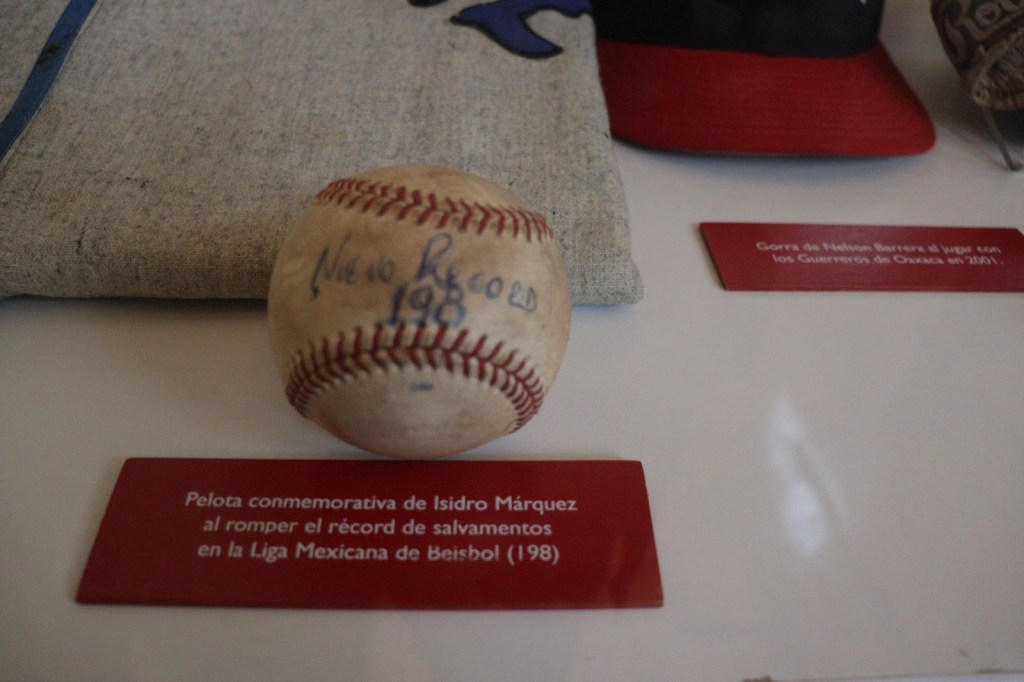 Nuevo Record
198
Gorra de Nelson Barrera al jugar con
los Guerreros de Oaxaca en 2001.
Pelota conmemorativa de Isidro Márquez
al romper el récord de salvamentos
en la Liga Mexicana de Beisbol (198)